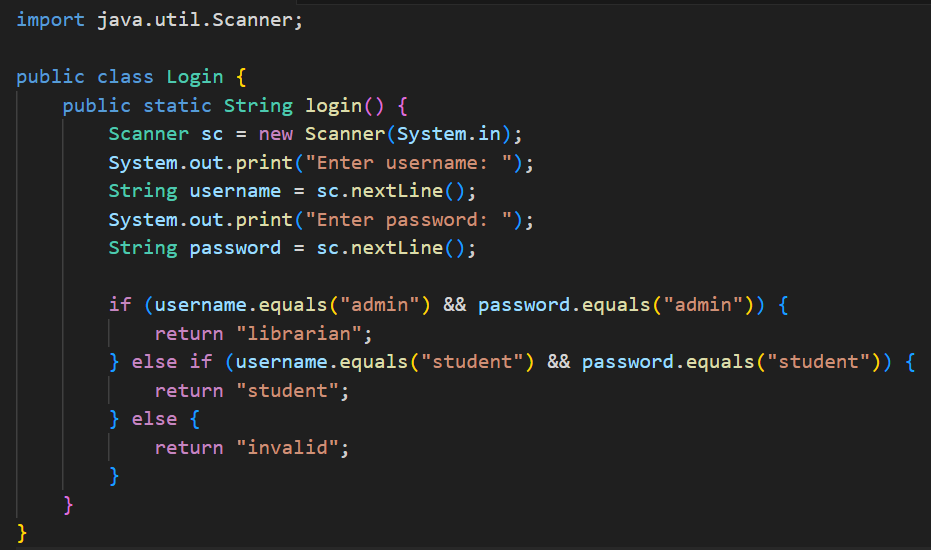 import java.util.Scanner;

public class Login {
    public static String login() {
        Scanner sc = new Scanner(System.in);
        System.out.print("Enter username: ");
        String username = sc.nextLine();
        System.out.print("Enter password: ");
        String password = sc.nextLine();

        if (username.equals("admin") && password.equals("admin")) {
            return "librarian";
        } else if (username.equals("student") && password.equals("student")) {
            return "student";
        } else {
            return "invalid";
        }
    }
}